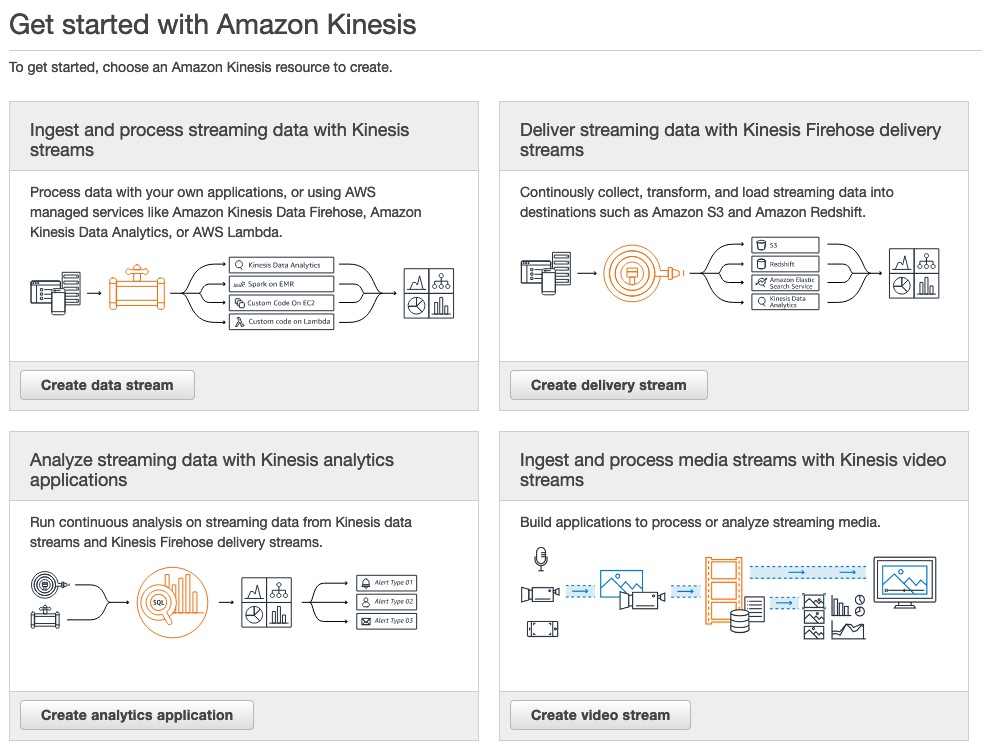 Get started with Amazon Kinesis
To get started, choose an Amazon Kinesis resource to create.
Ingest and process streaming data with Kinesis
streams
Process data with your own applications, or using AWS
managed services like Amazon Kinesis Data Firehose, Amazon
Kinesis Data Analytics, or AWS Lambda.
Kinesis Data Analytics
Spark on EMR
Custom Code On EC2
Custom code on Lambda
Create data stream
Deliver streaming data with Kinesis Firehose delivery
streams
Continously collect, transform, and load streaming data into
destinations such as Amazon S3 and Amazon Redshift.
S3
Redshift
Amazon Elastic
Search Service
Kinesis Data
Analytics
Create delivery stream
Analyze streaming data with Kinesis analytics
applications
Run continuous analysis on streaming data from Kinesis data
streams and Kinesis Firehose delivery streams.
SQL
Alert Type 01
Alert Type 02
Alert Type 03
Create analytics application
Ingest and process media streams with Kinesis video
streams
Build applications to process or analyze streaming media.
Create video stream